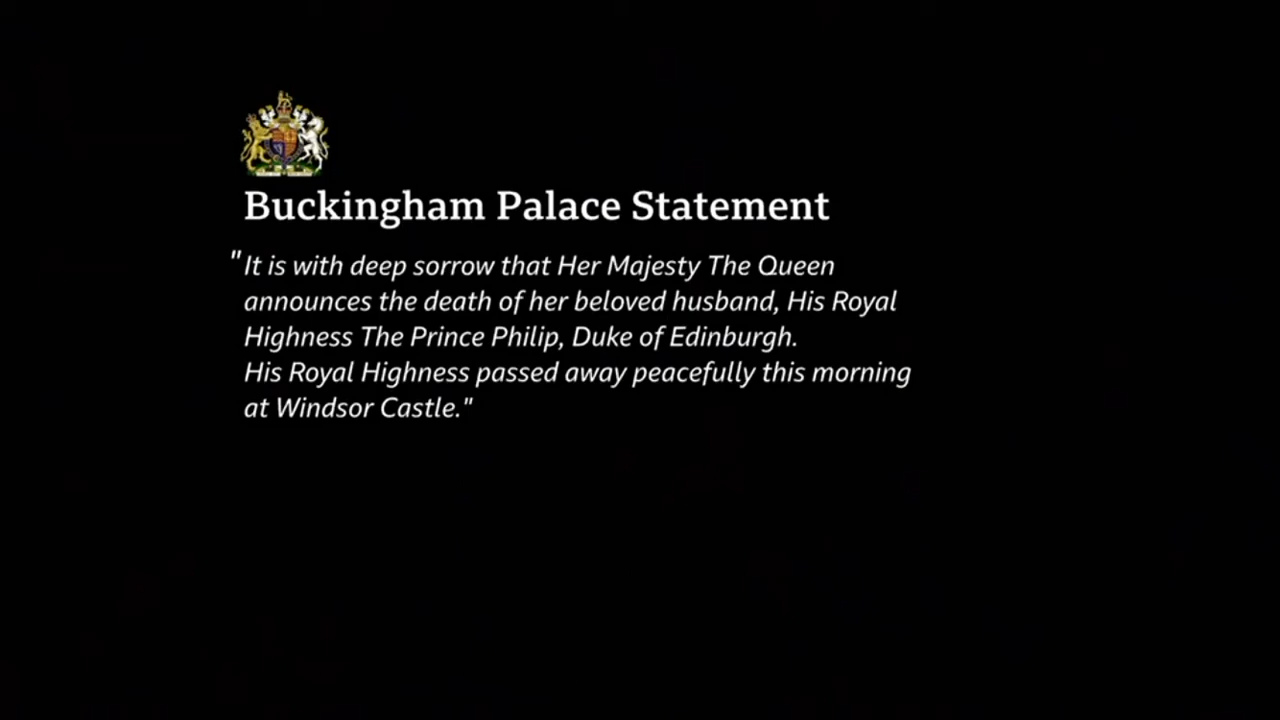 Buckingham Palace Statement
"It is with deep sorrow that Her Majesty The Queen
announces the death of her beloved husband, His Royal
Highness The Prince Philip, Duke of Edinburgh.
His Royal Highness passed away peacefully this morning
at Windsor Castle."